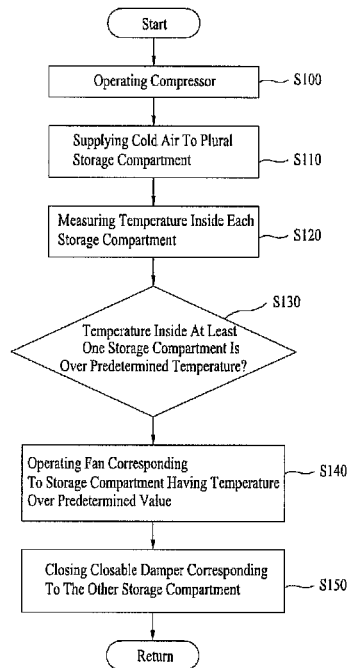 Start
Operating Compressor
S100
Supplying Cold Air To Plural
Storage Compartment
S110
Measuring Temperature Inside Each
Storage Compartment
S120
S130
Temperature Inside At Least
One Storage Compartment Is
Over Predetermined Temperature?
Operating Fan Corresponding
To Storage Compartment Having Temperature
Over Predetermined Value
S140
Closing Closable Damper Corresponding
To The Other Storage Compartment
S150
Return